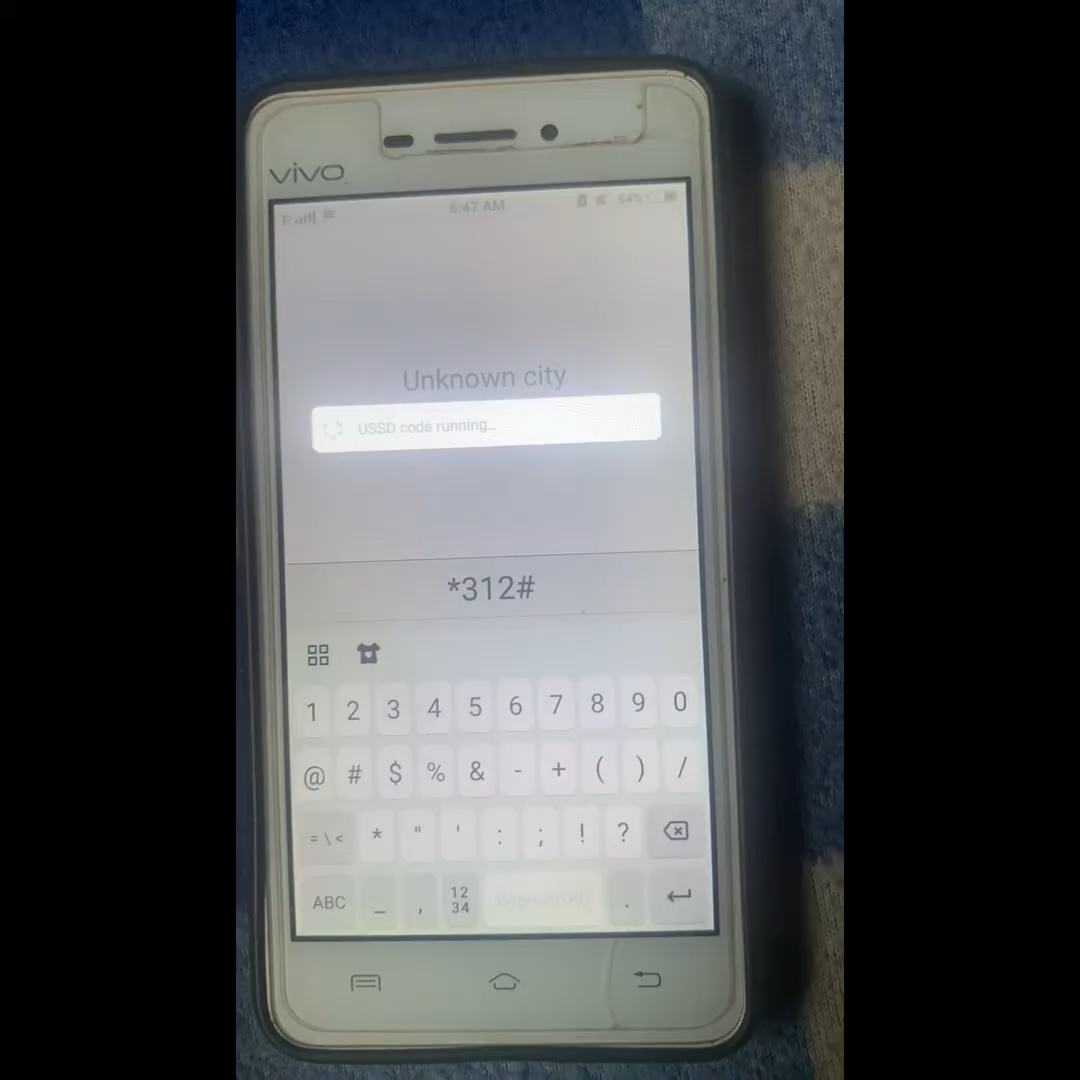 vivo
6:47 AM 54%
Unknown city
USSD code running...
*312#
1 2 3 4 5 6 7 8 9 0
@ # $ % & - + ( ) /
= \ < * " ' : ; ! ?
ABC _ , 12 34 .